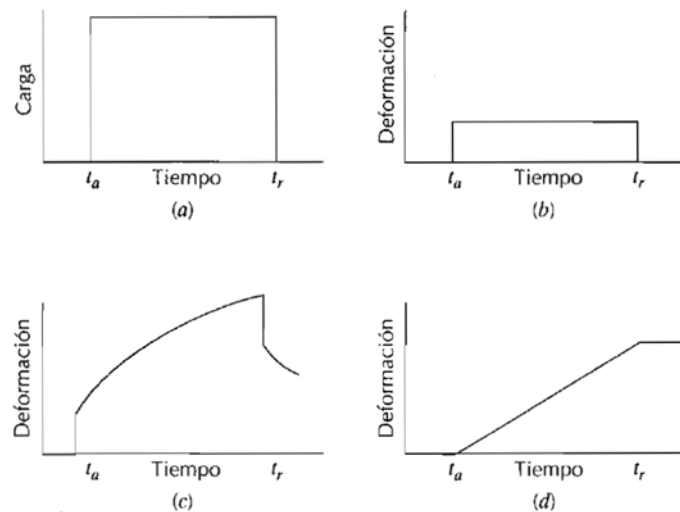 Carga
t_a Tiempo t_r
(a)
Deformación
t_a Tiempo t_r
(b)
Deformación
t_a Tiempo t_r
(c)
Deformación
t_a Tiempo t_r
(d)